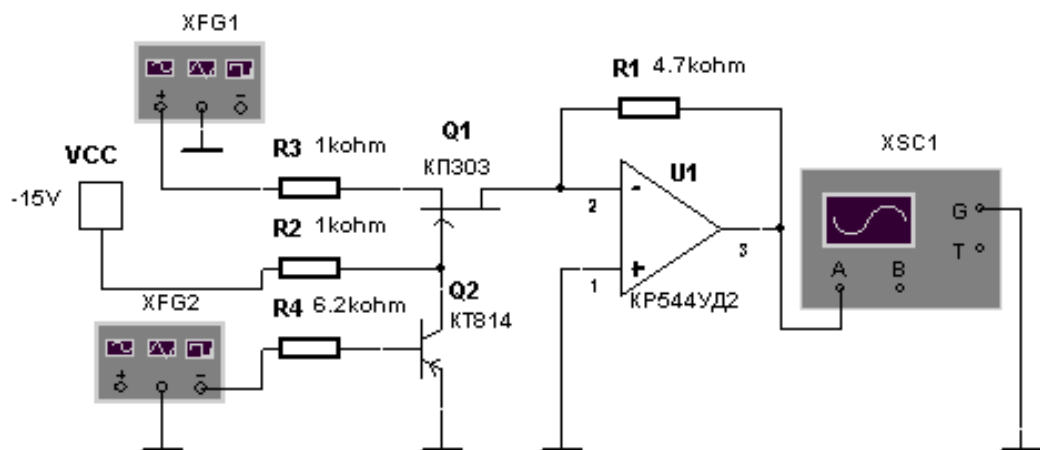 XFG1
+
-
VCC
-15V
R3 1kohm
Q1
КП303
R1 4.7kohm
R2
1kohm
XFG2
+
-
R4 6.2kohm
Q2
КТ814
2
-
U1
+
1
3
КР544УД2
XSC1
G
T
A
B